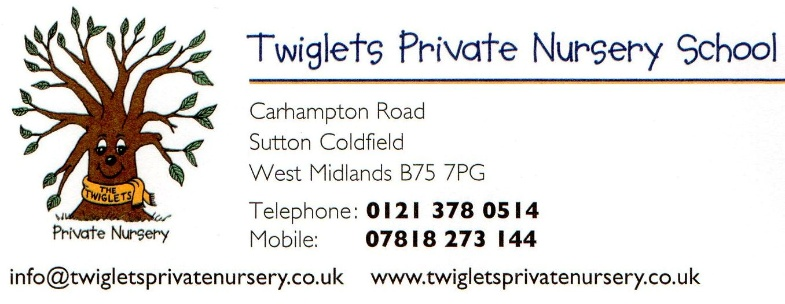 Twiglets Private Nursery School
Carhampton Road
Sutton Coldfield
West Midlands B75 7PG
Telephone: 0121 378 0514
Mobile: 07818 273 144
THE
TWIGLETS
Private Nursery
info@twigletsprivatenursery.co.uk www.twigletsprivatenursery.co.uk